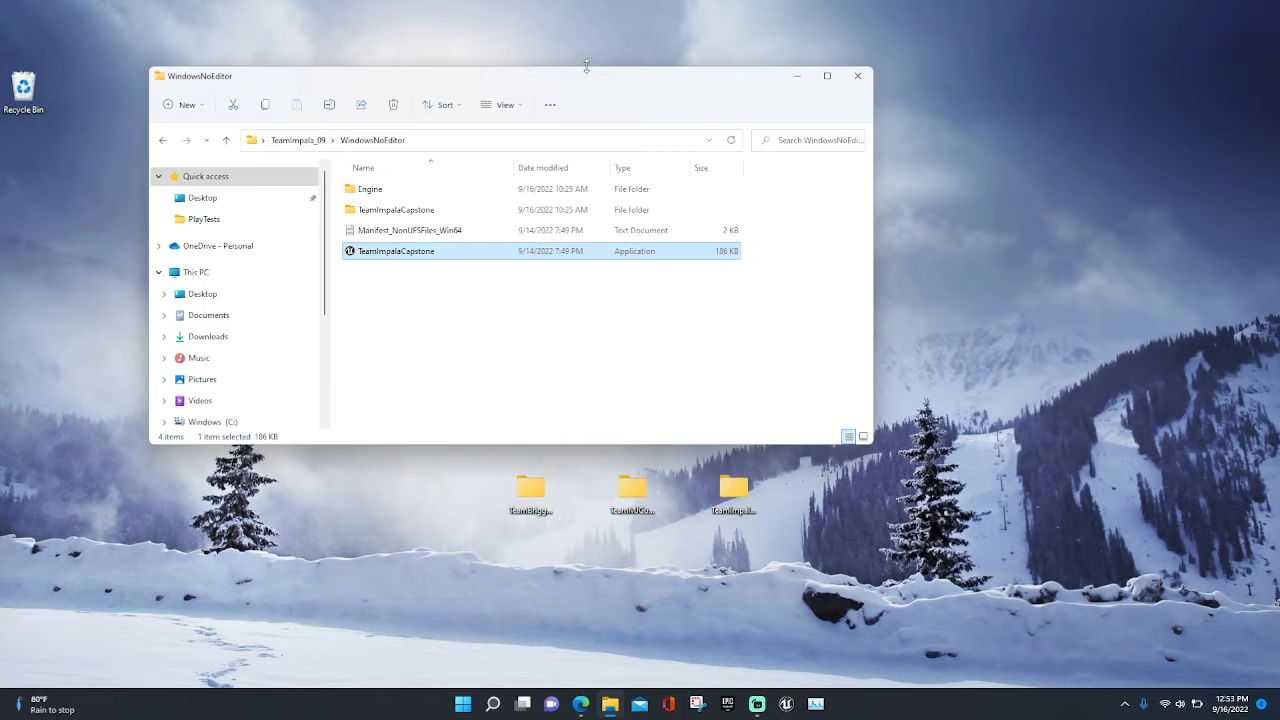 Recycle Bin
WindowsNoEditor
New
Sort
View
TeamImpala_09
WindowsNoEditor
Search WindowsNoEdi...
Name
Date modified
Type
Size
Quick access
Desktop
PlayTests
OneDrive - Personal
This PC
Desktop
Documents
Downloads
Music
Pictures
Videos
Windows (C:)
Engine 9/16/2022 10:25 AM File folder
TeamImpalaCapstone 9/16/2022 10:25 AM File folder
Manifest_NonUFSFiles_Win64 9/14/2022 7:49 PM Text Document 2 KB
TeamImpalaCapstone 9/14/2022 7:49 PM Application 186 KB
4 items 1 item selected 186 KB
TeamBrigg...
TeamMJCo...
TeamImpal...
80°F
Rain to stop
EPIC
12:53 PM
9/16/2022